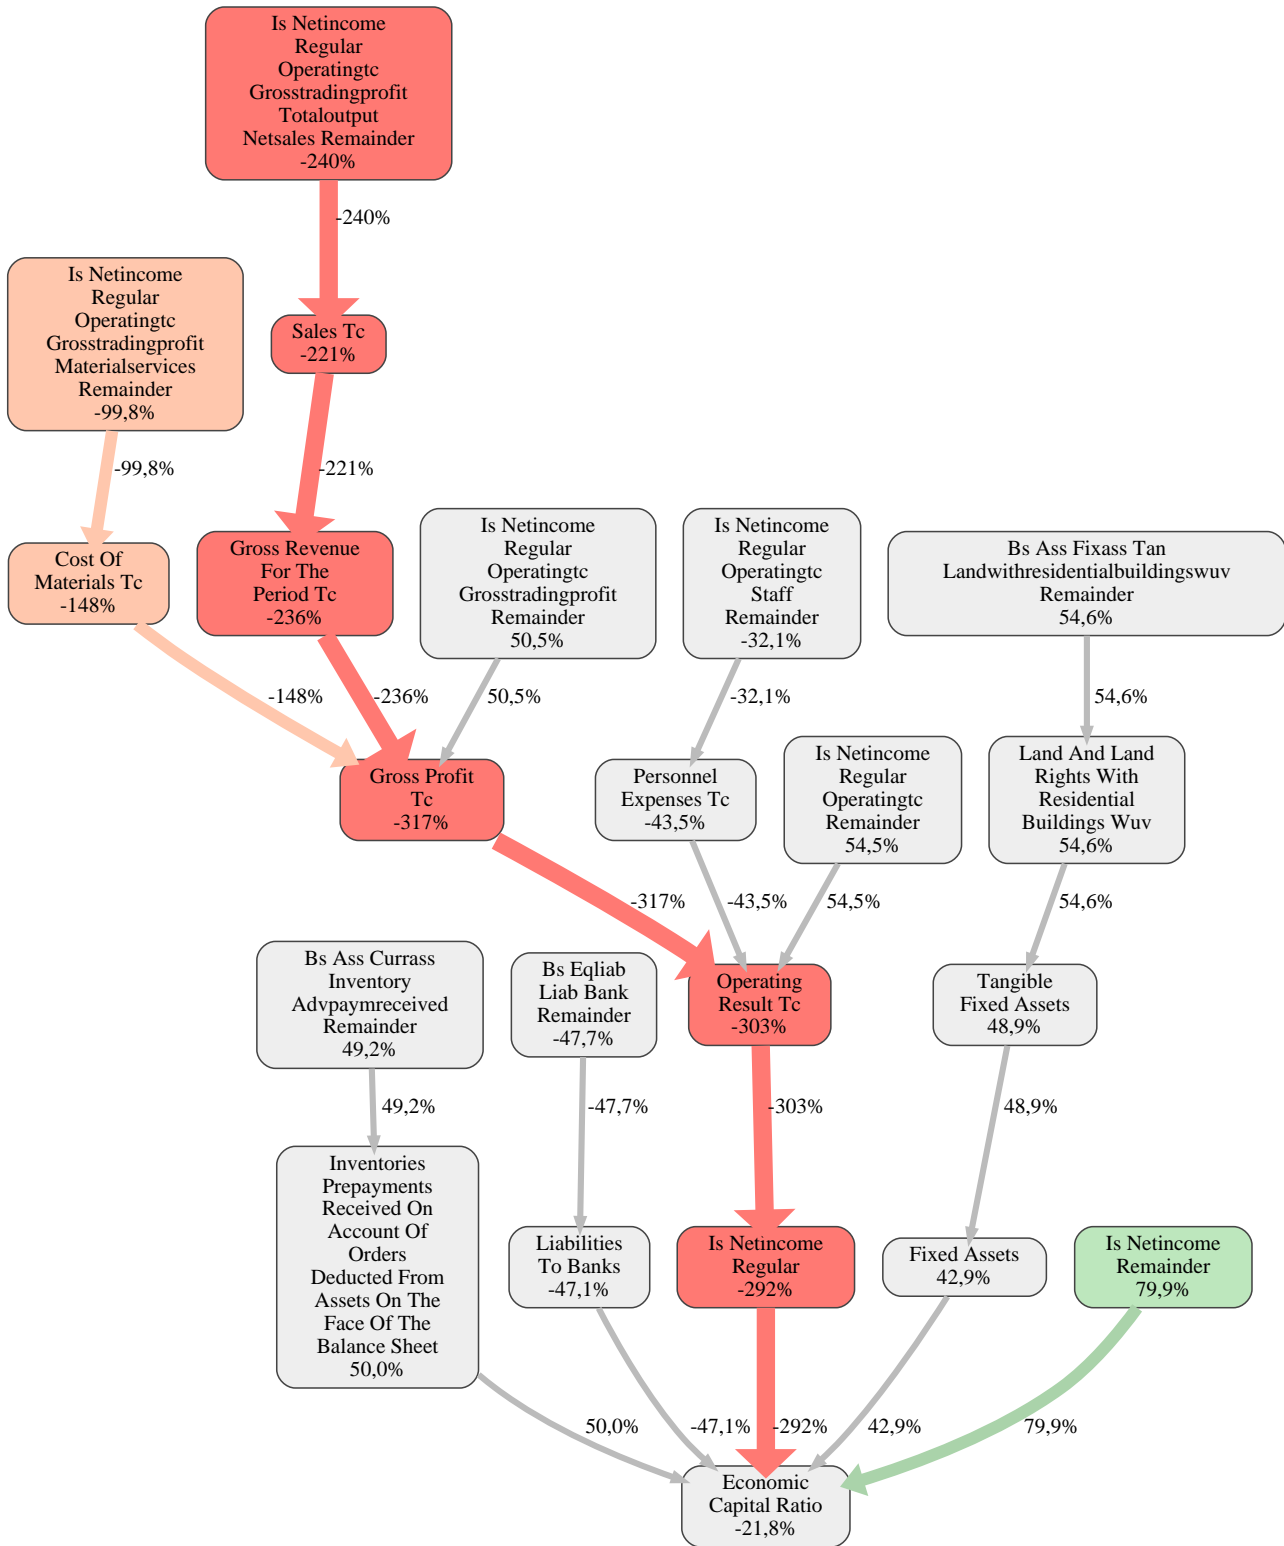 Is Netincome
Regular
Operatingtc
Grosstradingprofit
Totaloutput
Netsales Remainder
-240%
-240%
Is Netincome
Regular
Operatingtc
Grosstradingprofit
Materialservices
Remainder
-99,8%
Sales Tc
-221%
-99,8%
-221%
Cost Of
Materials Tc
-148%
Gross Revenue
For The
Period Tc
-236%
Is Netincome
Regular
Operatingtc
Grosstradingprofit
Remainder
50,5%
Is Netincome
Regular
Operatingtc
Staff
Remainder
-32,1%
Bs Ass Fixass Tan
Landwithresidentialbuildingswuv
Remainder
54,6%
-148%
-236%
50,5%
-32,1%
54,6%
Gross Profit
Tc
-317%
Personnel
Expenses Tc
-43,5%
Is Netincome
Regular
Operatingtc
Remainder
54,5%
Land And Land
Rights With
Residential
Buildings Wuv
54,6%
-317%
-43,5%
54,5%
54,6%
Bs Ass Currass
Inventory
Advpaymreceived
Remainder
49,2%
Bs Eqliab
Liab Bank
Remainder
-47,7%
Operating
Result Tc
-303%
Tangible
Fixed Assets
48,9%
49,2%
-47,7%
-303%
48,9%
Inventories
Prepayments
Received On
Account Of
Orders
Deducted From
Assets On The
Face Of The
Balance Sheet
50,0%
Liabilities
To Banks
-47,1%
Is Netincome
Regular
-292%
Fixed Assets
42,9%
Is Netincome
Remainder
79,9%
50,0%
-47,1%
-292%
42,9%
79,9%
Economic
Capital Ratio
-21,8%